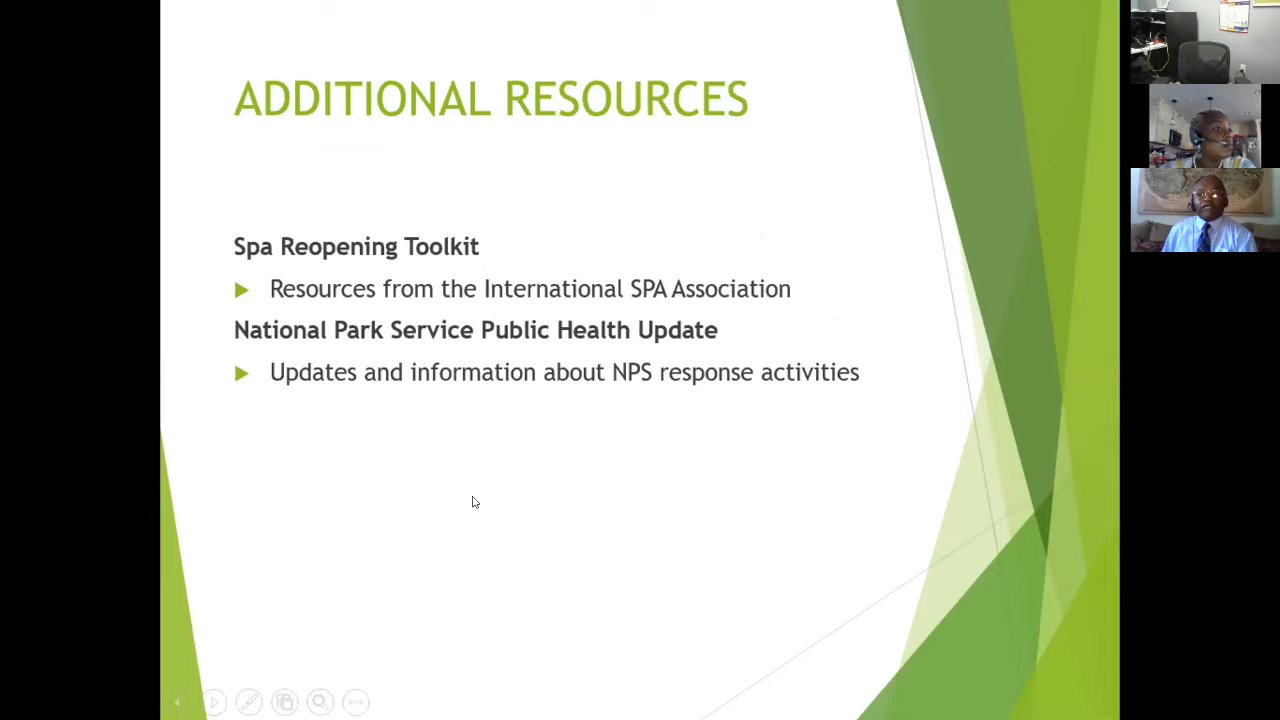 ADDITIONAL RESOURCES
Spa Reopening Toolkit
Resources from the International SPA Association
National Park Service Public Health Update
Updates and information about NPS response activities